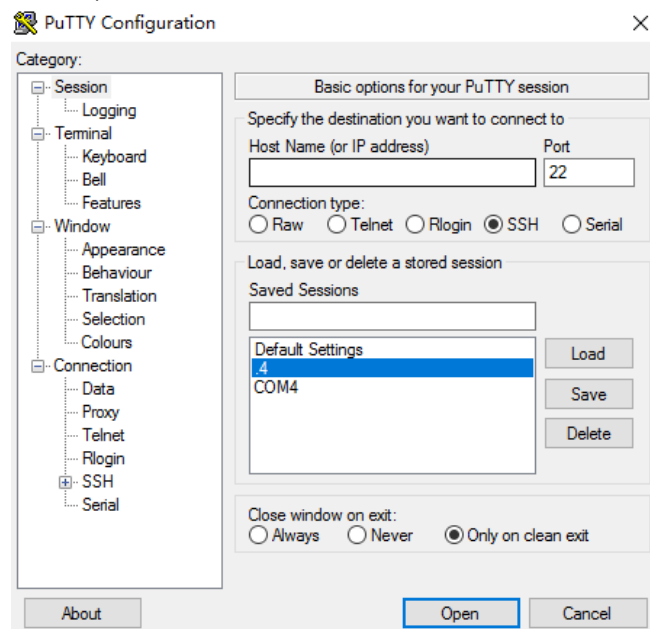 PuTTY Configuration
Category:
Session
Logging
Terminal
Keyboard
Bell
Features
Window
Appearance
Behaviour
Translation
Selection
Colours
Connection
Data
Proxy
Telnet
Rlogin
SSH
Serial
Basic options for your PuTTY session
Specify the destination you want to connect to
Host Name (or IP address) Port
22
Connection type:
Raw Telnet Rlogin SSH Serial
Load, save or delete a stored session
Saved Sessions
Default Settings
.4
COM4
Load
Save
Delete
Close window on exit:
Always Never Only on clean exit
About Open Cancel